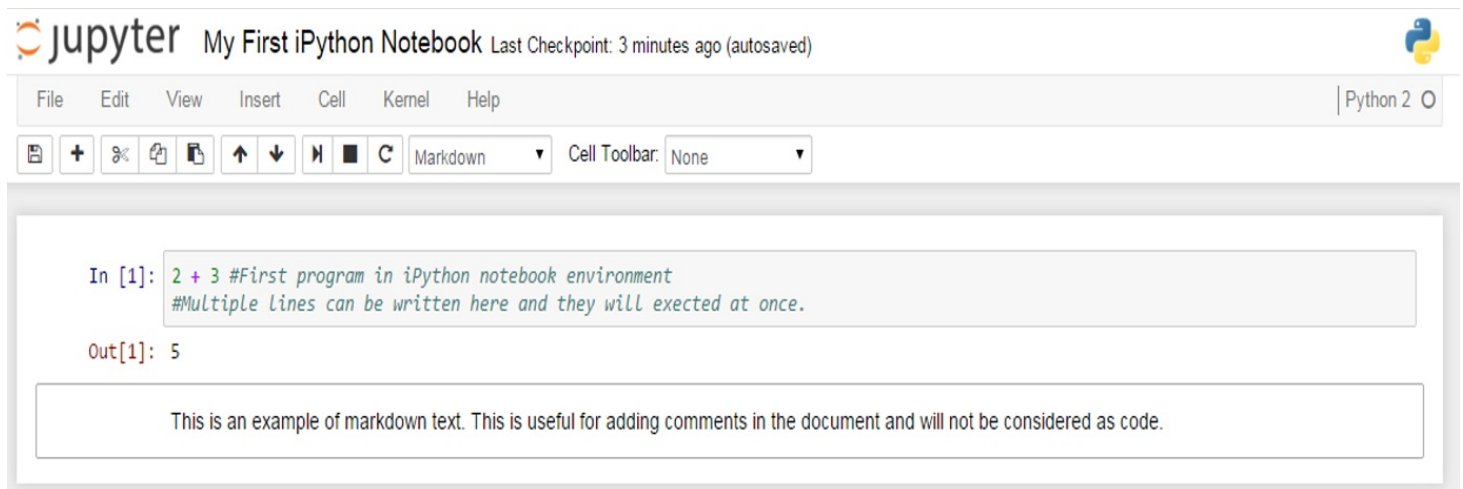 jupyter My First iPython Notebook Last Checkpoint: 3 minutes ago (autosaved)
File Edit View Insert Cell Kernel Help Python 2
Markdown Cell Toolbar: None
In [1]: 2 + 3 #First program in iPython notebook environment
#Multiple lines can be written here and they will exected at once.
Out[1]: 5
This is an example of markdown text. This is useful for adding comments in the document and will not be considered as code.